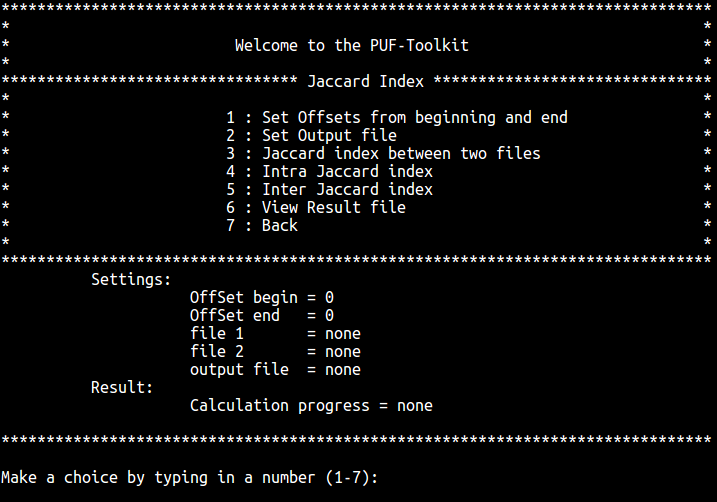 *******************************************************************************
* *
* Welcome to the PUF-Toolkit *
* *
******************************** Jaccard Index *******************************
* *
* 1 : Set Offsets from beginning and end *
* 2 : Set Output file *
* 3 : Jaccard index between two files *
* 4 : Intra Jaccard index *
* 5 : Inter Jaccard index *
* 6 : View Result file *
* 7 : Back *
* *
*******************************************************************************
Settings:
OffSet begin = 0
OffSet end = 0
file 1 = none
file 2 = none
output file = none
Result:
Calculation progress = none
*******************************************************************************
Make a choice by typing in a number (1-7):